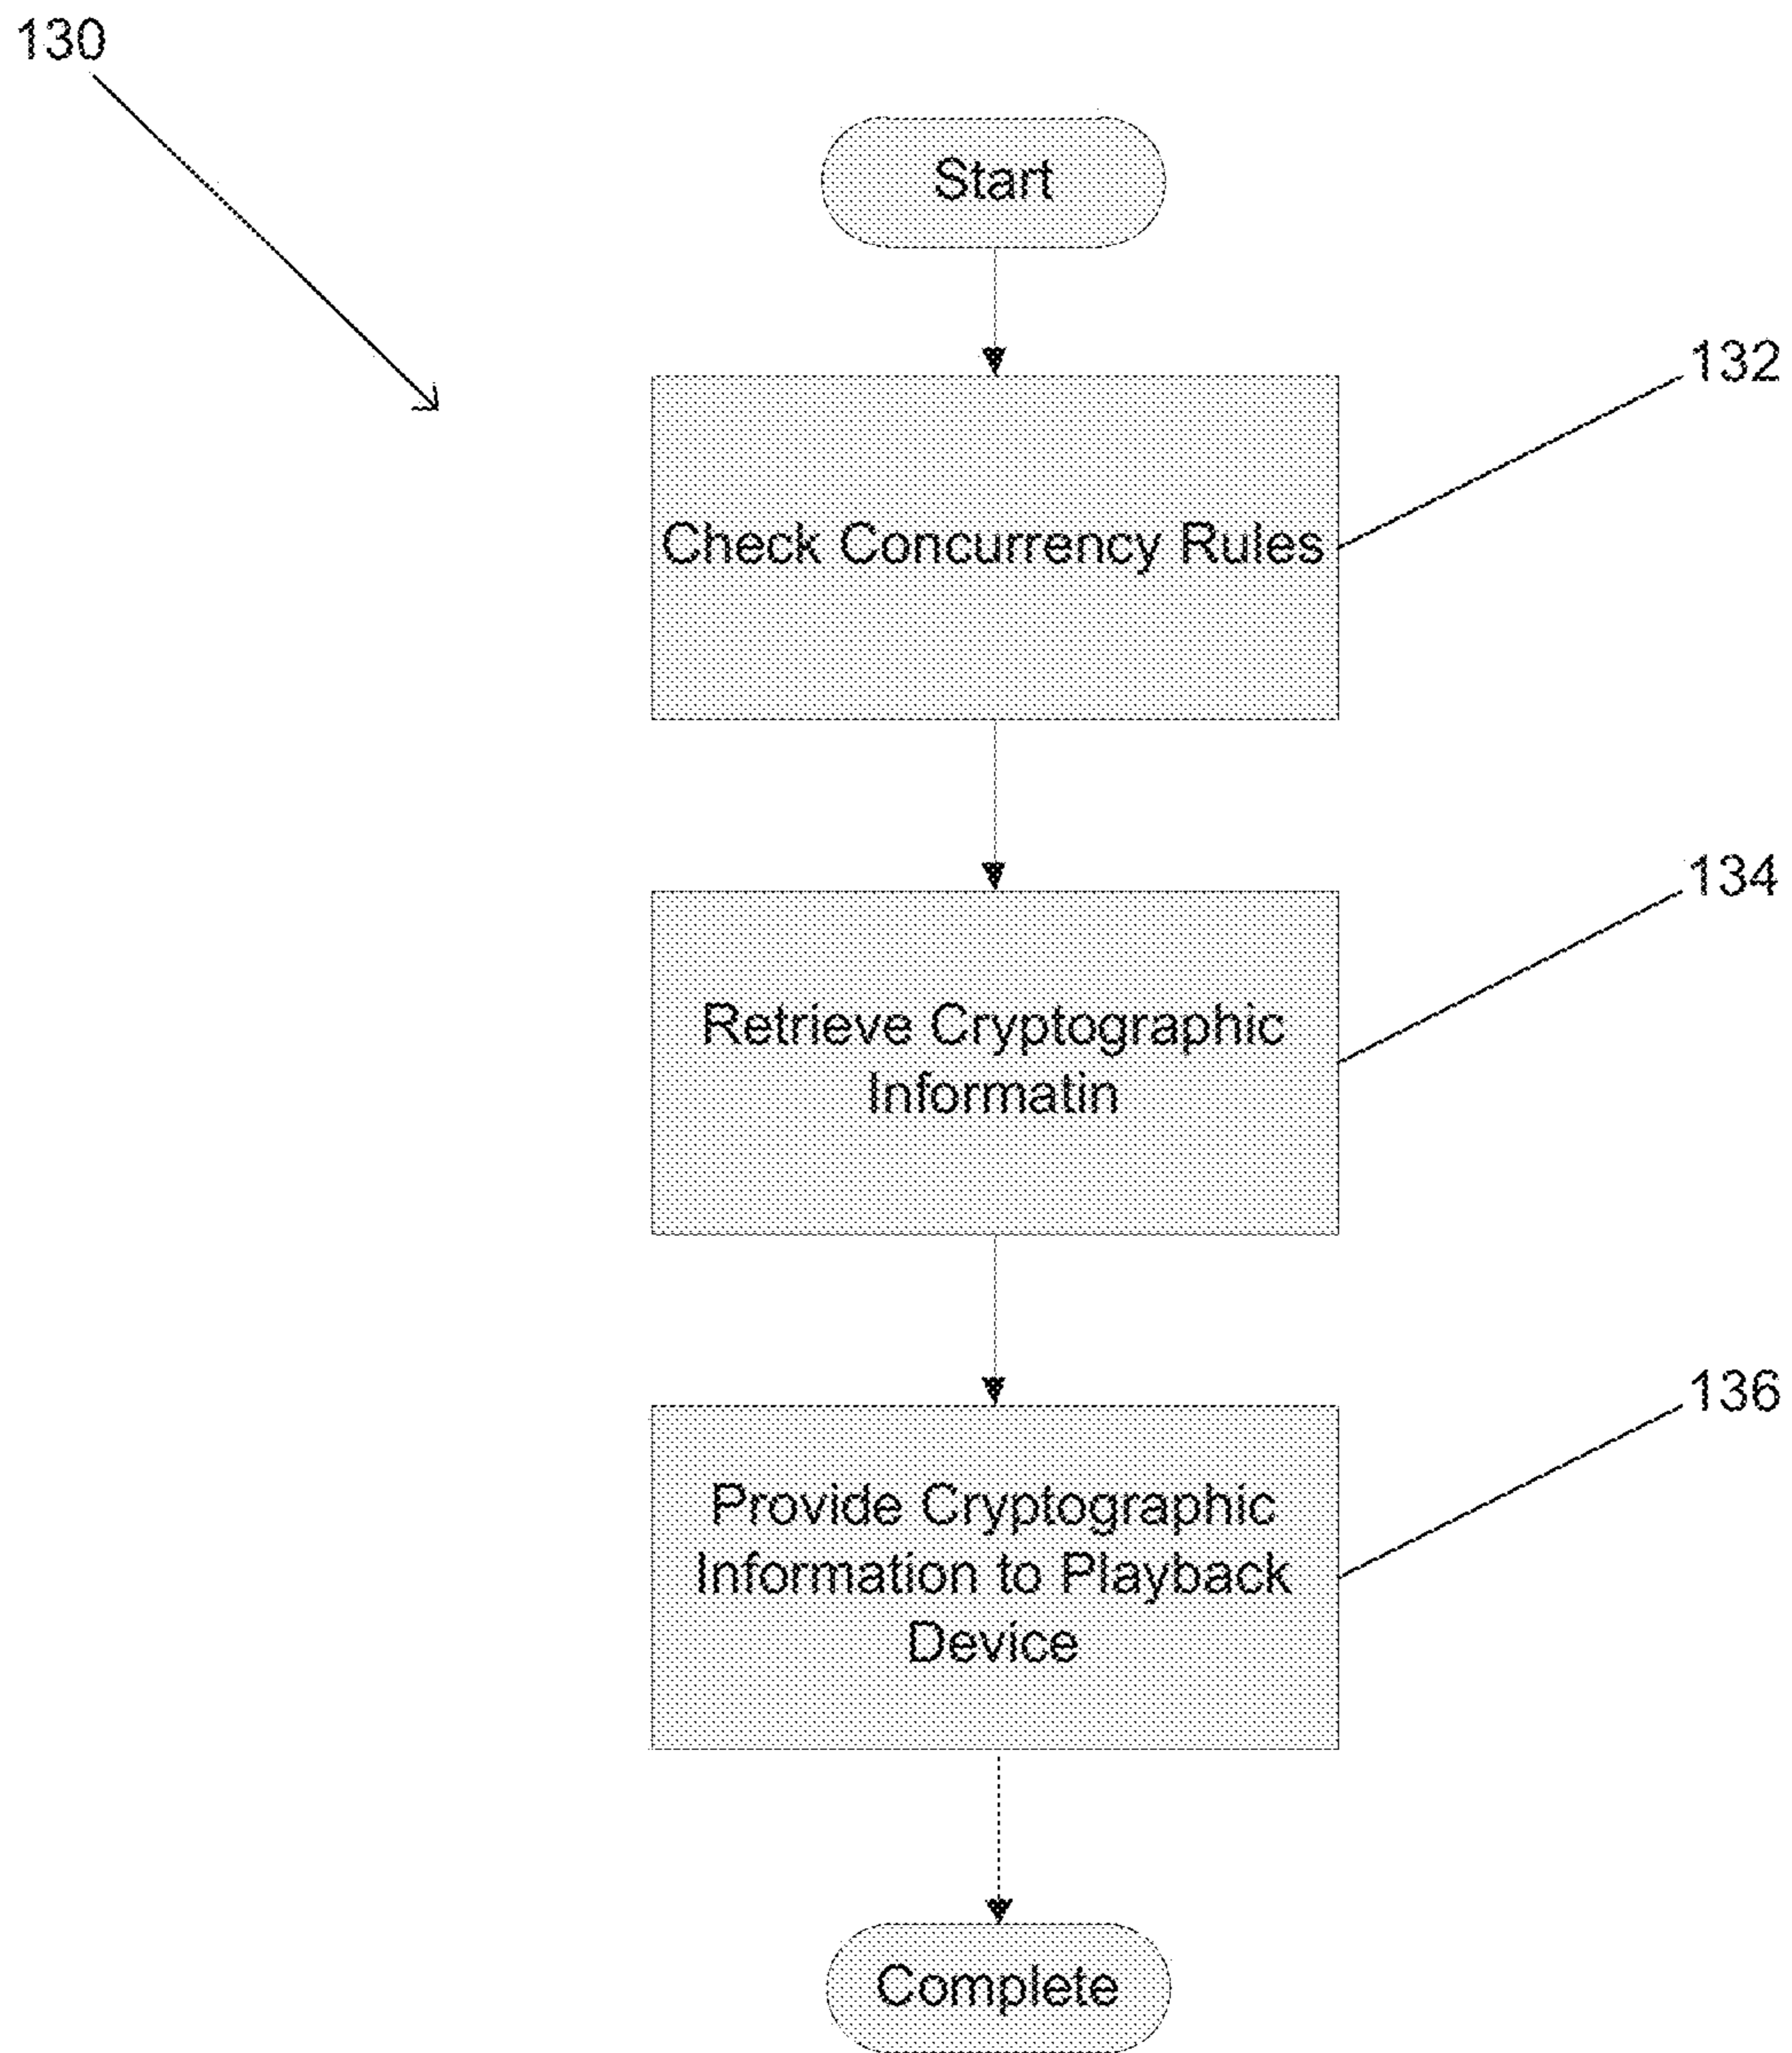 130
Start
132
Check Concurrency Rules
134
Retrieve Cryptographic
Informatin
136
Provide Cryptographic
Information to Playback
Device
Complete